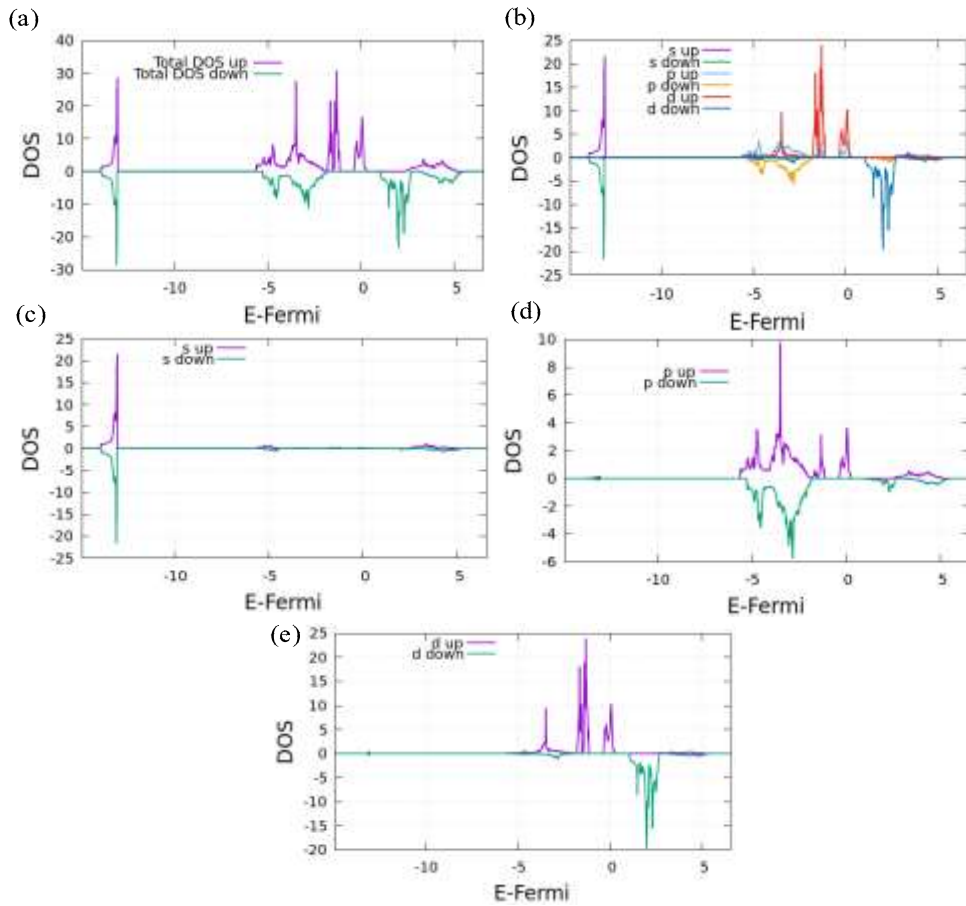 (a)
40
30
20
10
0
-10
-20
-30
DOS
Total DOS up
Total DOS down
-10
-5
0
5
E-Fermi
(b)
25
20
15
10
5
0
-5
-10
-15
20
25
DOS
s up
s down
p up
p down
d up
d down
-10
-5
0
5
E-Fermi
(c)
25
20
15
10
5
0
-5
-10
-15
-20
-25
DOS
s up
s down
-10
-5
0
5
E-Fermi
(d)
10
8
6
4
2
0
-2
-4
-6
DOS
p up
p down
-10
-5
0
5
E-Fermi
(e)
25
20
15
10
5
0
-5
-10
-15
-20
DOS
d up
d down
-10
-5
0
5
E-Fermi